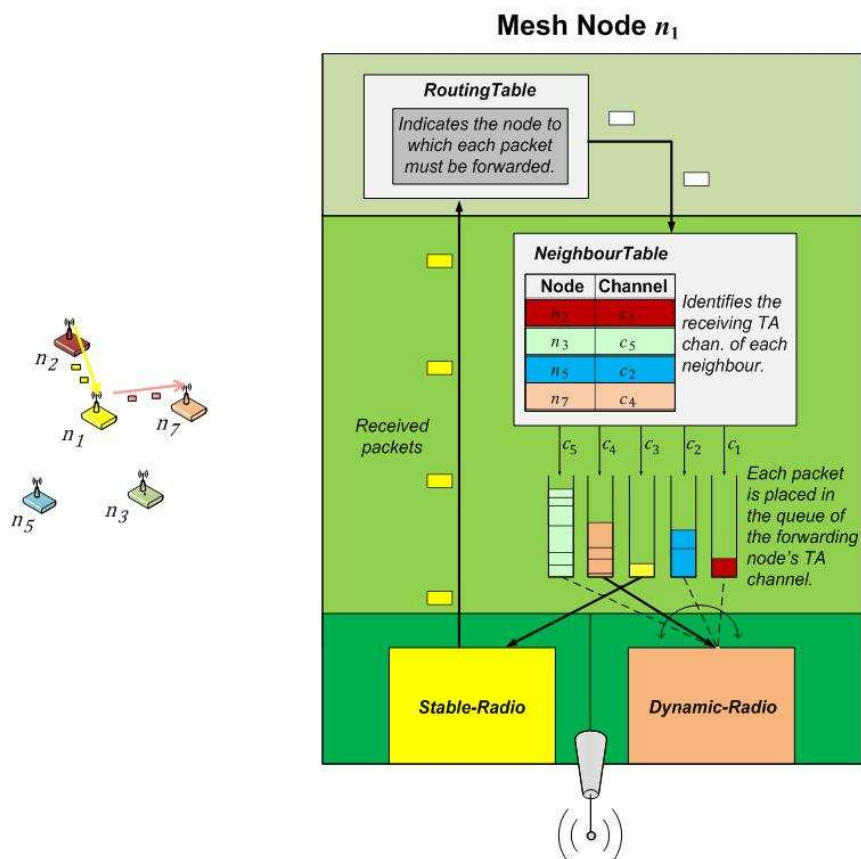 Mesh Node n1
RoutingTable
Indicates the node to
which each packet
must be forwarded.
NeighbourTable
Node Channel
n2 c1
n3 c5
n5 c2
n7 c4
Identifies the
receiving TA
chan. of each
neighbour.
n2
n1
n7
n5
n3
Received
packets
c5 c4 c3 c2 c1
Each packet
is placed in
the queue of
the forwarding
node's TA
channel.
Stable-Radio
Dynamic-Radio